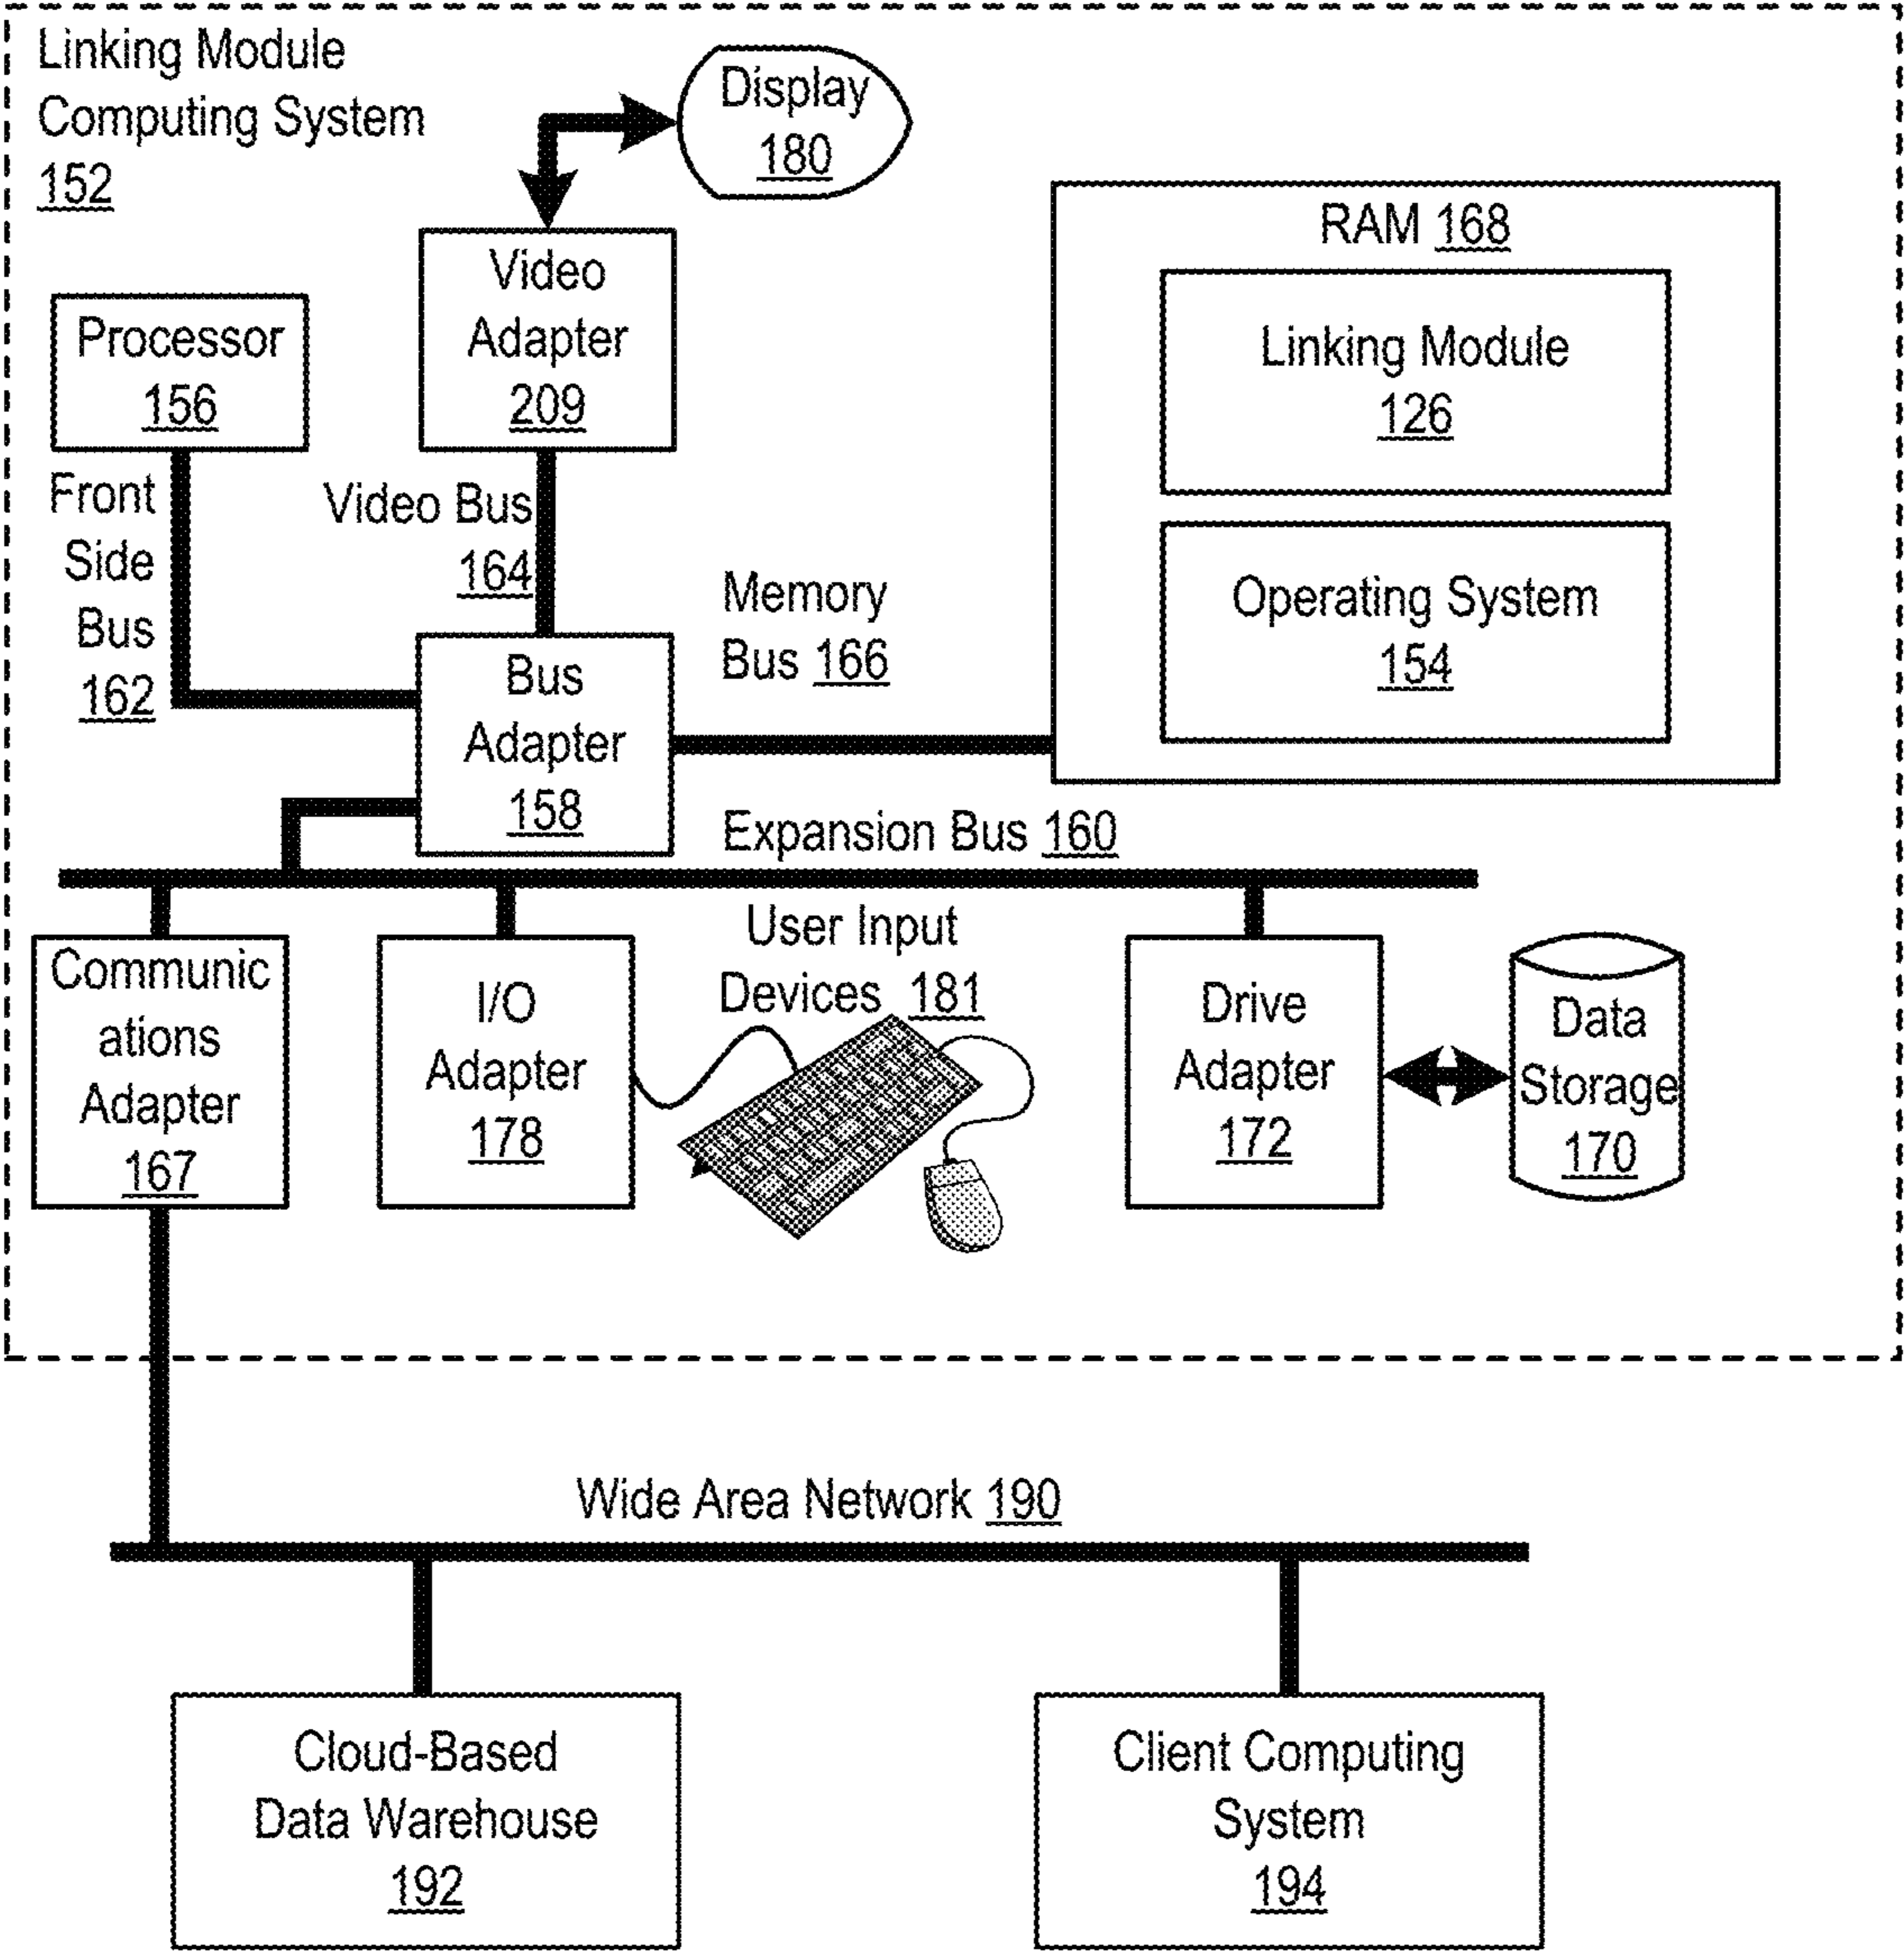 Linking Module
Computing System
152
Display
180
Video
Adapter
209
Processor
156
RAM 168
Linking Module
126
Operating System
154
Front
Side
Bus
162
Video Bus
164
Memory
Bus 166
Bus
Adapter
158
Expansion Bus 160
Communic
ations
Adapter
167
I/O
Adapter
178
User Input
Devices 181
Drive
Adapter
172
Data
Storage
170
Wide Area Network 190
Cloud-Based
Data Warehouse
192
Client Computing
System
194